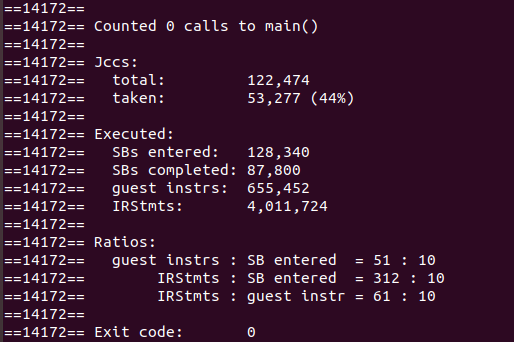 ==14172==
==14172== Counted 0 calls to main()
==14172==
==14172== Jccs:
==14172==   total:         122,474
==14172==   taken:         53,277 (44%)
==14172==
==14172== Executed:
==14172==   SBs entered:   128,340
==14172==   SBs completed: 87,800
==14172==   guest instrs:  655,452
==14172==   IRStmts:       4,011,724
==14172==
==14172== Ratios:
==14172==   guest instrs : SB entered  = 51 : 10
==14172==        IRStmts : SB entered  = 312 : 10
==14172==        IRStmts : guest instr = 61 : 10
==14172==
==14172== Exit code:       0